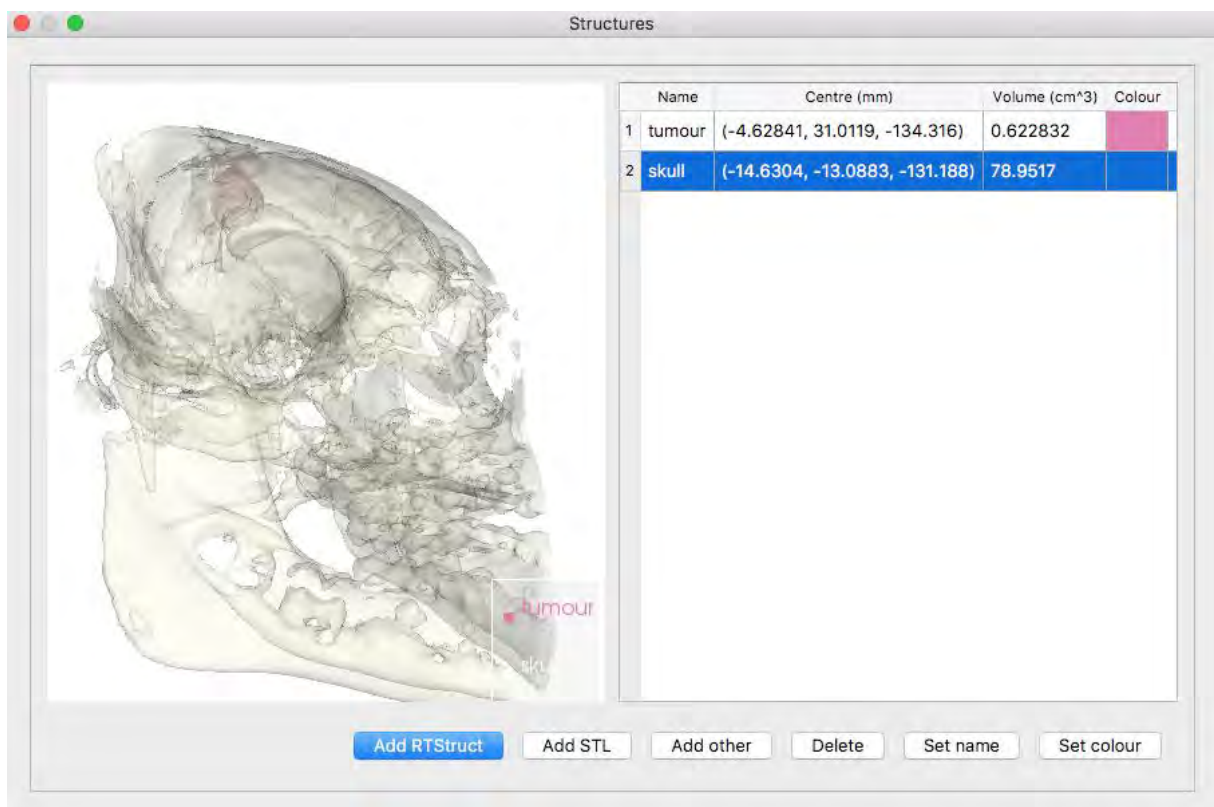 Structures
Name Centre (mm) Volume (cm^3) Colour
1 tumour (-4.62841, 31.0119, -134.316) 0.622832
2 skull (-14.6304, -13.0883, -131.188) 78.9517
tumour
Add RTStruct Add STL Add other Delete Set name Set colour